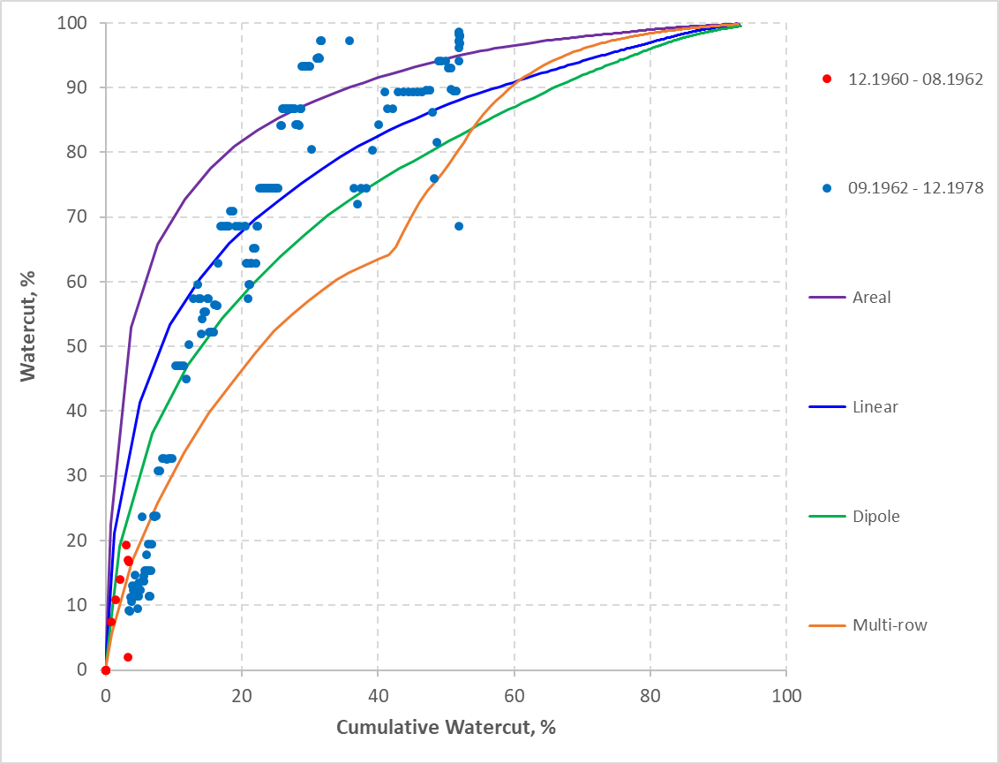 100
90
80
70
60
50
40
30
20
10
0
Watercut, %
0 20 40 60 80 100
Cumulative Watercut, %
12.1960 - 08.1962
09.1962 - 12.1978
Areal
Linear
Dipole
Multi-row